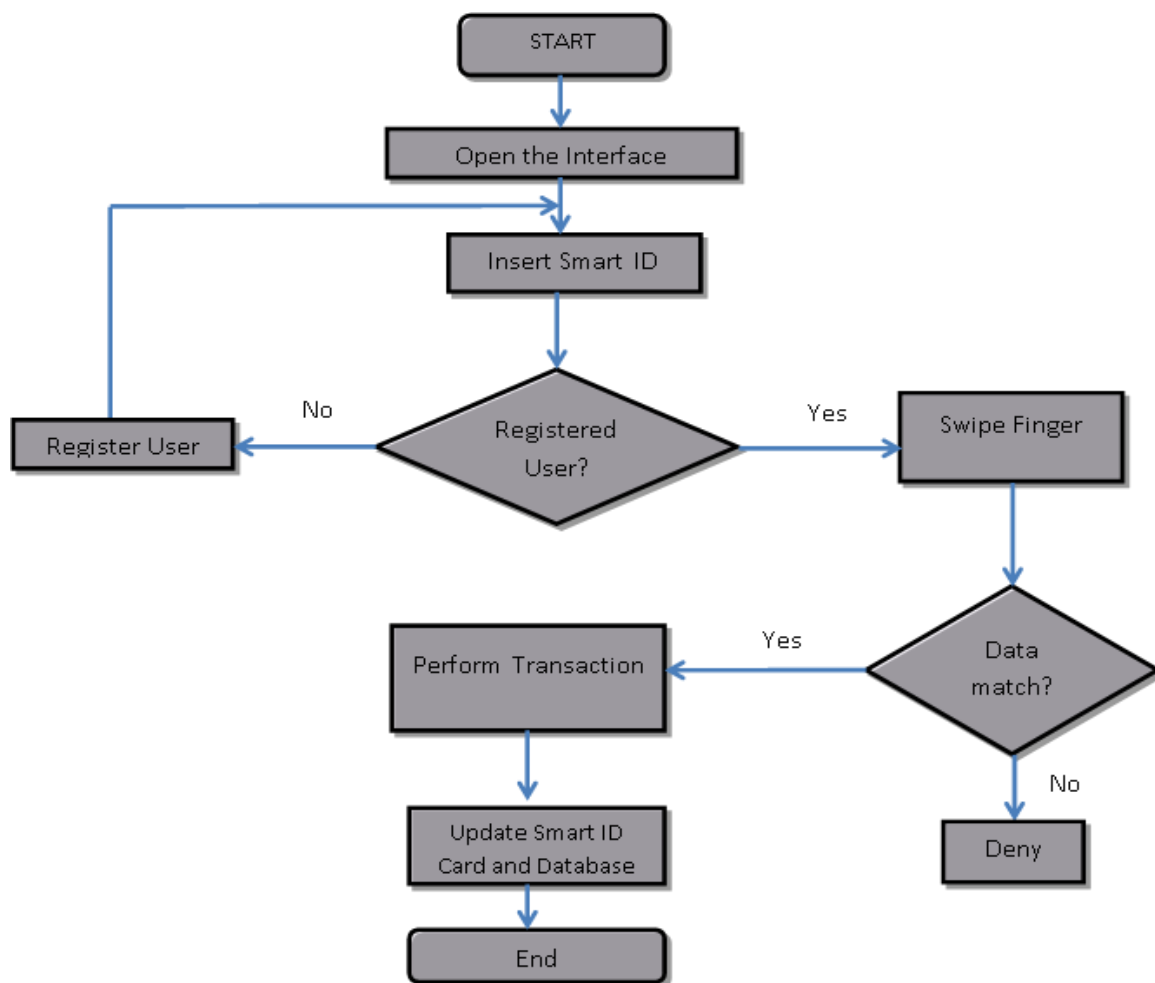 START
Open the Interface
Insert Smart ID
No
Yes
Register User
Registered
User?
Swipe Finger
Yes
Perform Transaction
Data
match?
No
Update Smart ID
Card and Database
Deny
End